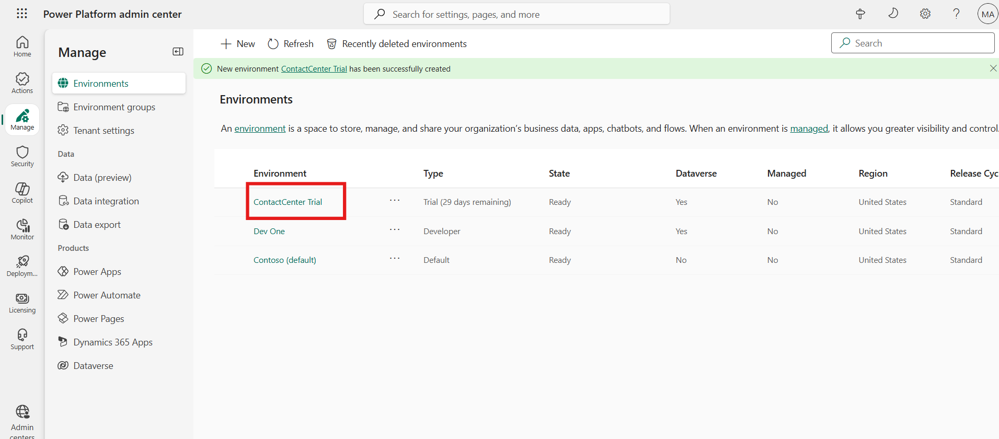 Power Platform admin center
Search for settings, pages, and more
MA
Home
Actions
Manage
Security
Copilot
Monitor
Deploym...
Licensing
Support
Admin
centers
Manage
Environments
Environment groups
Tenant settings
Data
Data (preview)
Data integration
Data export
Products
Power Apps
Power Automate
Power Pages
Dynamics 365 Apps
Dataverse
New Refresh Recently deleted environments
Search
New environment ContactCenter Trial has been successfully created
Environments
An environment is a space to store, manage, and share your organization's business data, apps, chatbots, and flows. When an environment is managed, it allows you greater visibility and control.
Environment Type State Dataverse Managed Region Release Cyc
ContactCenter Trial ... Trial (29 days remaining) Ready Yes No United States Standard
Dev One ... Developer Ready Yes No United States Standard
Contoso (default) ... Default Ready No No United States Standard